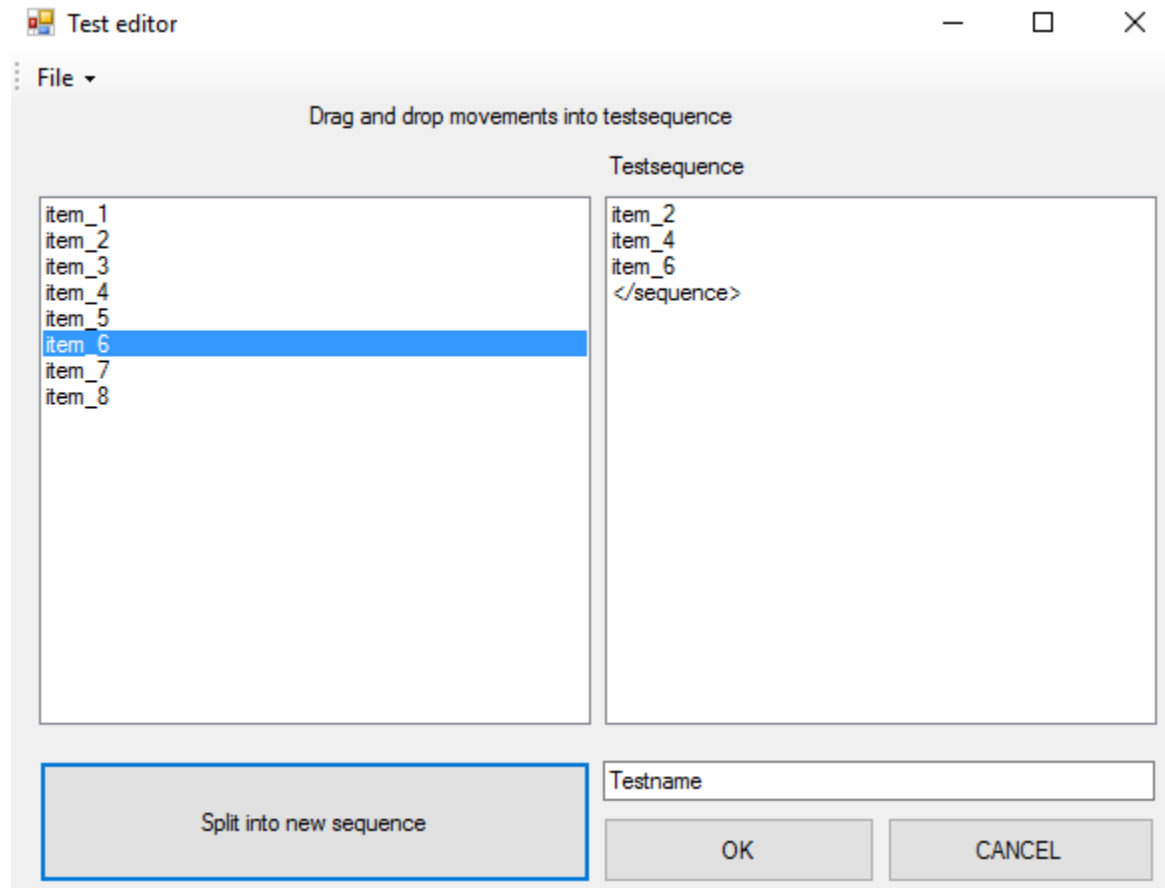 Test editor
File
Drag and drop movements into testsequence
Testsequence
item_1
item_2
item_3
item_4
item_5
item_6
item_7
item_8
item_2
item_4
item_6
</sequence>
Testname
Split into new sequence
OK
CANCEL